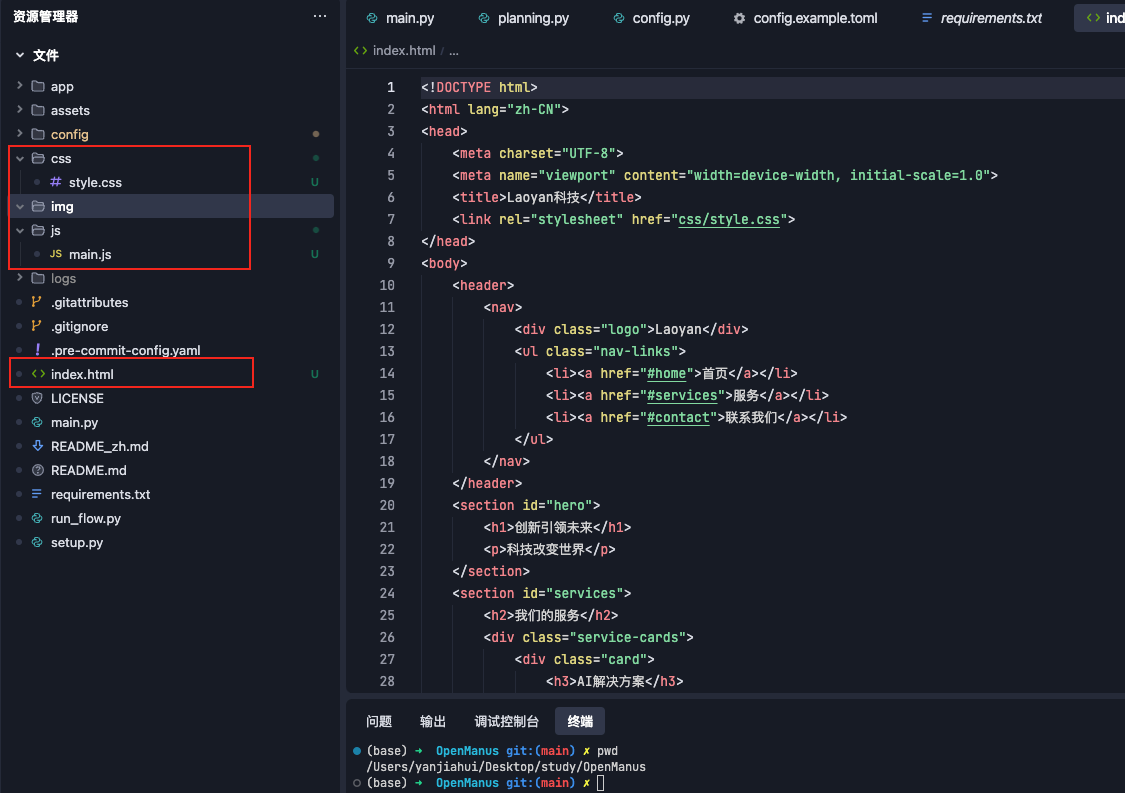 资源管理器
...
文件
app
assets
config
css
# style.css U
img
js
JS main.js U
logs
.gitattributes
.gitignore
! .pre-commit-config.yaml
<> index.html U
LICENSE
main.py
README_zh.md
README.md
requirements.txt
run_flow.py
setup.py
main.py planning.py config.py config.example.toml requirements.txt <> ind
<> index.html / ...
1 <!DOCTYPE html>
2 <html lang="zh-CN">
3 <head>
4 <meta charset="UTF-8">
5 <meta name="viewport" content="width=device-width, initial-scale=1.0">
6 <title>Laoyan科技</title>
7 <link rel="stylesheet" href="css/style.css">
8 </head>
9 <body>
10 <header>
11 <nav>
12 <div class="logo">Laoyan</div>
13 <ul class="nav-links">
14 <li><a href="#home">首页</a></li>
15 <li><a href="#services">服务</a></li>
16 <li><a href="#contact">联系我们</a></li>
17 </ul>
18 </nav>
19 </header>
20 <section id="hero">
21 <h1>创新引领未来</h1>
22 <p>科技改变世界</p>
23 </section>
24 <section id="services">
25 <h2>我们的服务</h2>
26 <div class="service-cards">
27 <div class="card">
28 <h3>AI解决方案</h3>
问题 输出 调试控制台 终端
(base) → OpenManus git:(main) ✗ pwd
/Users/yanjiahui/Desktop/study/OpenManus
(base) → OpenManus git:(main) ✗